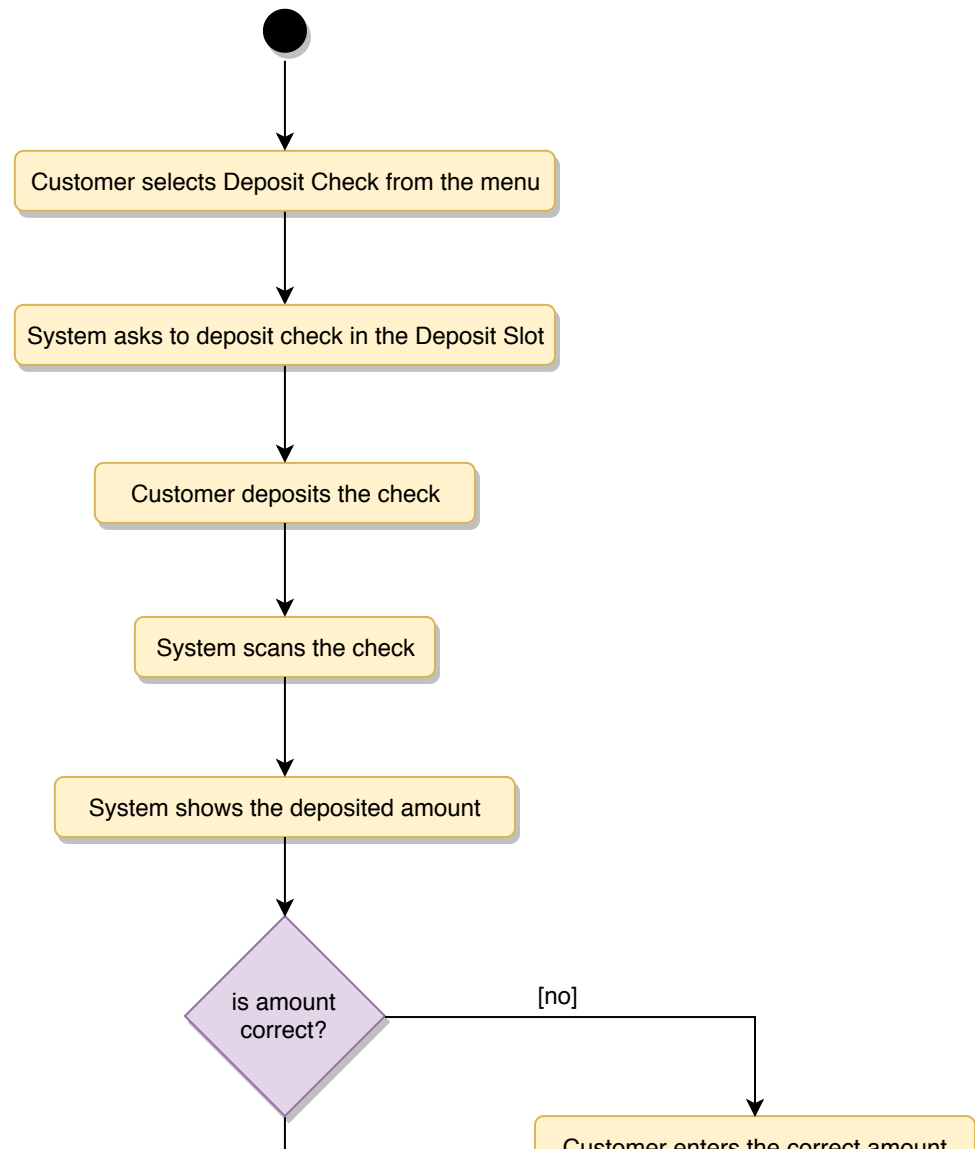 Customer selects Deposit Check from the menu
System asks to deposit check in the Deposit Slot
Customer deposits the check
System scans the check
System shows the deposited amount
is amount
correct?
[no]
Customer enters the correct amount